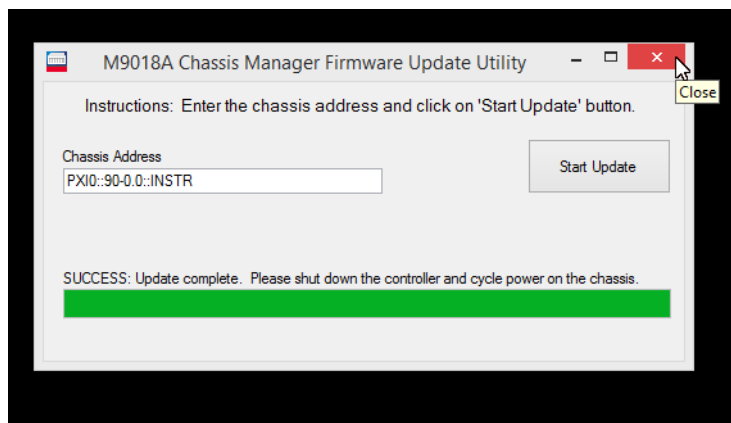 M9018A Chassis Manager Firmware Update Utility
Close
Instructions: Enter the chassis address and click on 'Start Update' button.
Chassis Address
PXI0::90-0.0::INSTR
Start Update
SUCCESS: Update complete. Please shut down the controller and cycle power on the chassis.